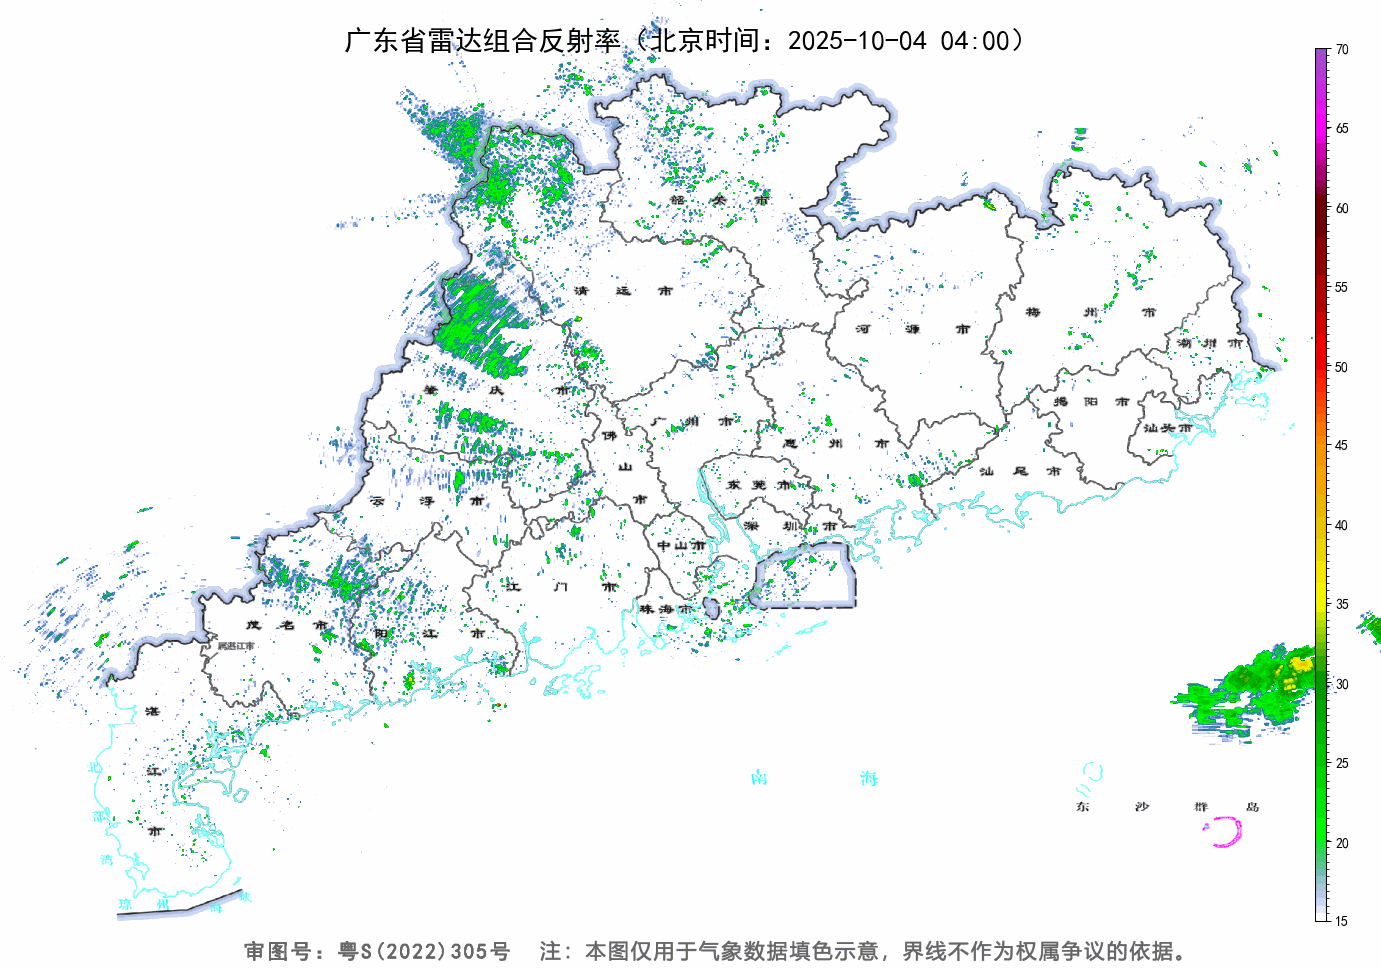 广东省雷达组合反射率（北京时间：2025-10-04 04:00）
70
65
60
55
50
45
40
35
30
25
20
15
韶关市
清远市
河源市
梅州市
潮州市
肇庆市
揭阳市
汕头市
广州市
佛山市
惠州市
汕尾市
云浮市
东莞市
深圳市
中山市
江门市
珠海市
茂名市
阳江市
属湛江市
湛江市
南海
东沙群岛
北部湾
琼州海峡
审图号：粤S(2022)305号 注：本图仅用于气象数据填色示意，界线不作为权属争议的依据。